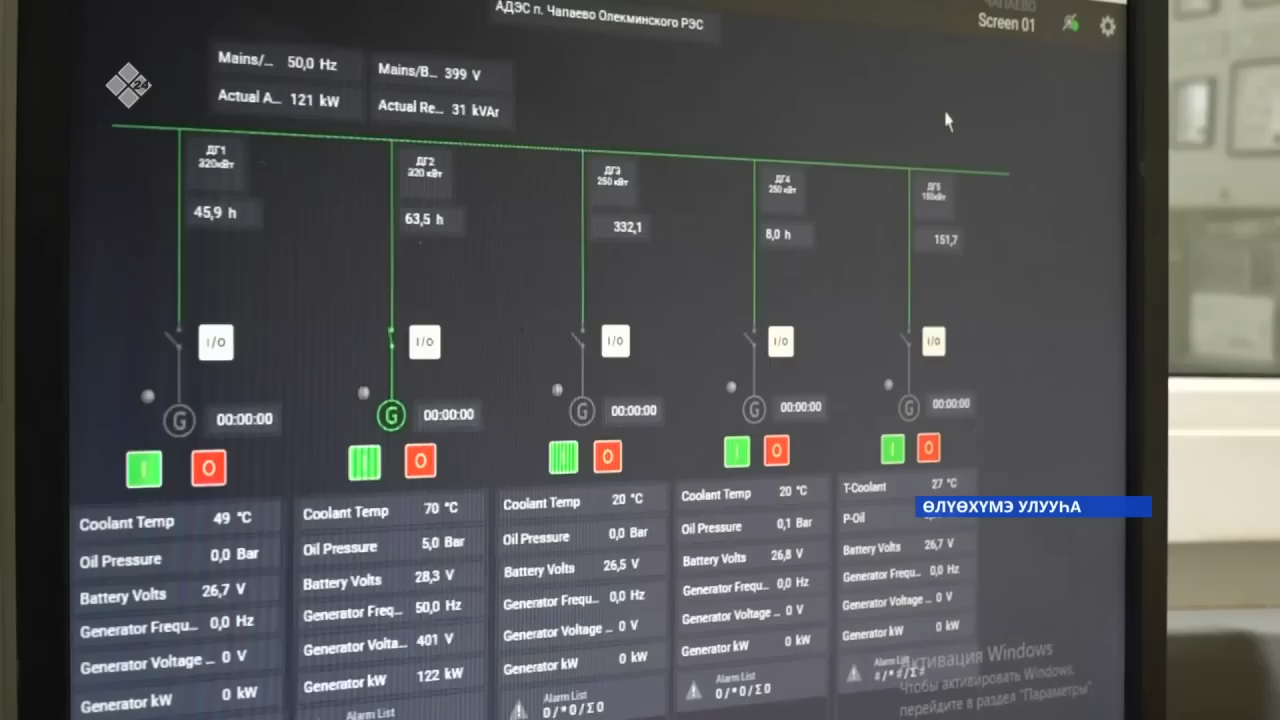 АДЭС п. Чапаево Олекминского РЭС
ЧАПАЕВО
Screen 01
24
Mains/... 50,0 Hz
Mains/B... 399 V
Actual A... 121 kW
Actual Re... 31 kVAr
ДГ1
320кВт
45,9 h
ДГ2
320 кВт
63,5 h
ДГ3
250 кВт
332,1
ДГ4
250 кВт
8,0 h
ДГ5
150кВт
151,7
I/O
I/O
I/O
I/O
I/O
G 00:00:00
G 00:00:00
G 00:00:00
G 00:00:00
G 00:00:00
I O
I O
I O
I O
I O
Coolant Temp 49 °C
Oil Pressure 0,0 Bar
Battery Volts 26,7 V
Generator Frequ... 0,0 Hz
Generator Voltage ... 0 V
Generator kW 0 kW
Coolant Temp 70 °C
Oil Pressure 5,0 Bar
Battery Volts 28,3 V
Generator Freq... 50,0 Hz
Generator Volta... 401 V
Generator kW 122 kW
Alarm List
Coolant Temp 20 °C
Oil Pressure 0,0 Bar
Battery Volts 26,5 V
Generator Frequ... 0,0 Hz
Generator Voltage ... 0 V
Generator kW 0 kW
Alarm List
0/*0/Σ0
Coolant Temp 20 °C
Oil Pressure 0,1 Bar
Battery Volts 26,8 V
Generator Frequ... 0,0 Hz
Generator Voltage ... 0 V
Generator kW 0 kW
Alarm List
0/*0/Σ0
T-Coolant 27 °C
P-Oil
Battery Volts 26,7 V
Generator Frequ... 0,0 Hz
Generator Voltage ... 0 V
Generator kW 0 kW
Alarm List
#/*#/Σ#
ӨЛҮӨХҮМЭ УЛУУҺА
Активация Windows
Чтобы активировать Windows,
перейдите в раздел "Параметры".